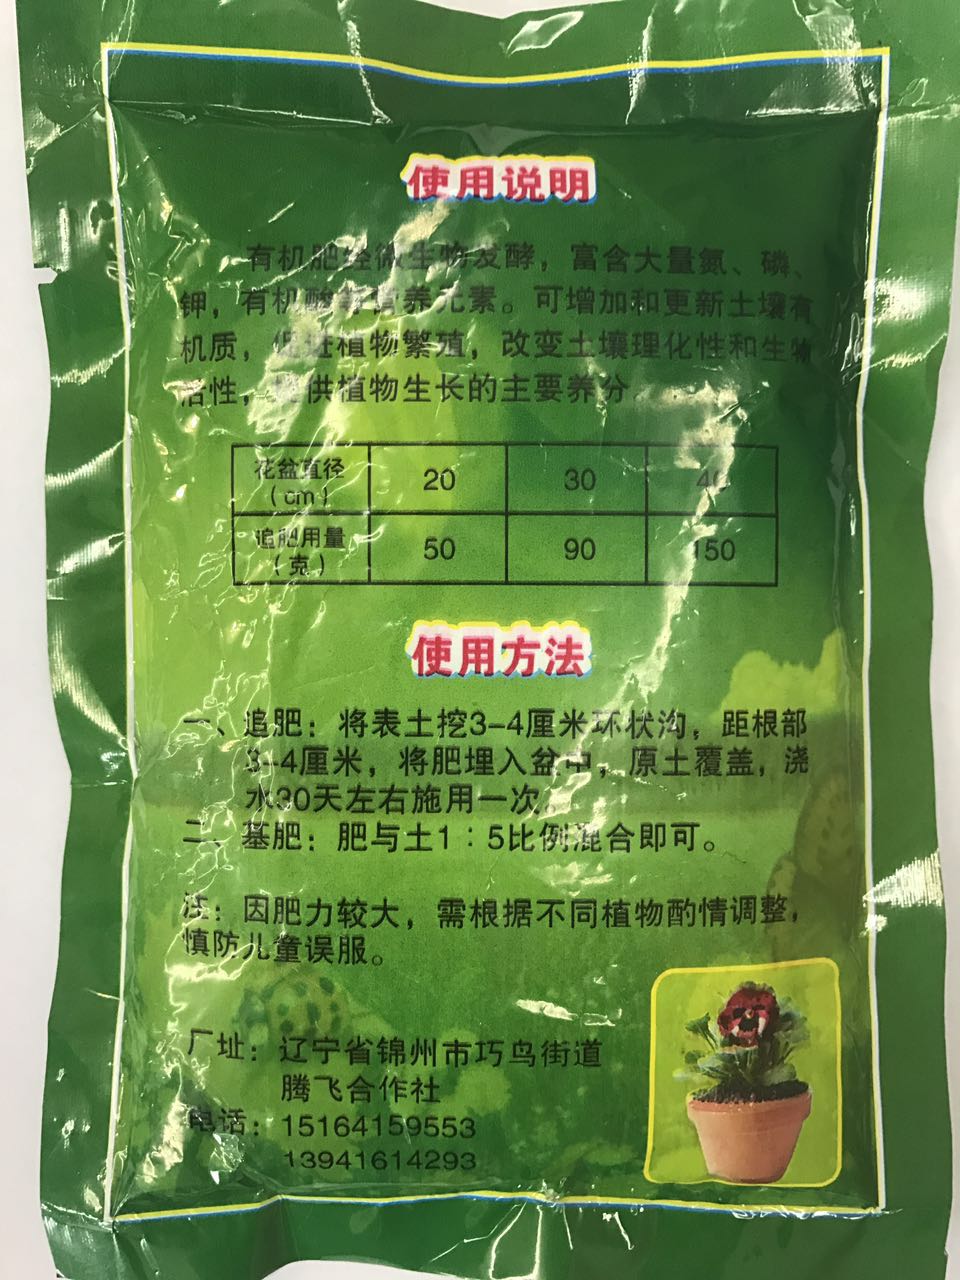 使用说明
有机肥经微生物发酵，富含大量氮、磷、
钾，有机酸等营养元素。可增加和更新土壤有
机质，促进植物繁殖，改变土壤理化性和生物
活性，提供植物生长的主要养分
花盆直径 20 30 40
(cm)
追肥用量 50 90 150
(克)
使用方法
一、追肥：将表土挖3-4厘米环状沟，距根部
3-4厘米，将肥埋入盆中，原土覆盖，浇
水30天左右施用一次
二、基肥：肥与土1：5比例混合即可。
注：因肥力较大，需根据不同植物酌情调整，
慎防儿童误服。
厂址：辽宁省锦州市巧鸟街道
腾飞合作社
电话：15164159553
13941614293